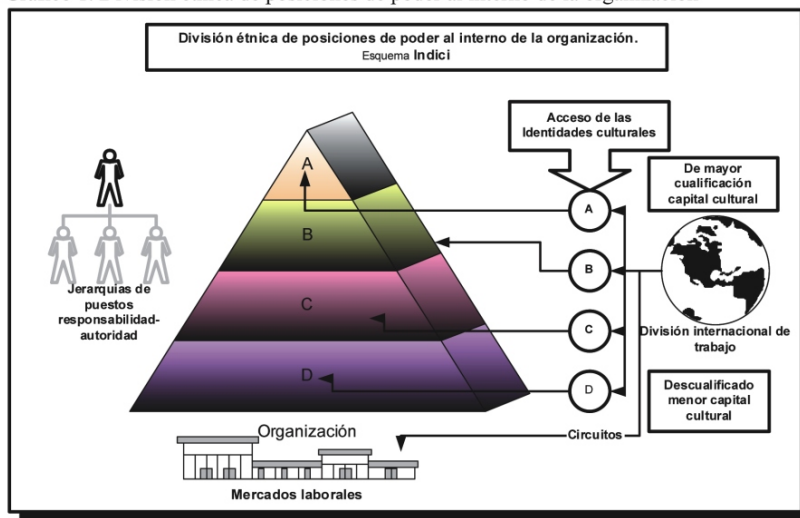 División étnica de posiciones de poder al interno de la organización.
Esquema Indici
Acceso de las
Identidades culturales
De mayor
cualificación
capital cultural
A
B
C
D
A
B
C
D
Jerarquías de
puestos
responsabilidad-
autoridad
División internacional de
trabajo
Descualificado
menor capital
cultural
Organización
Circuitos
Mercados laborales